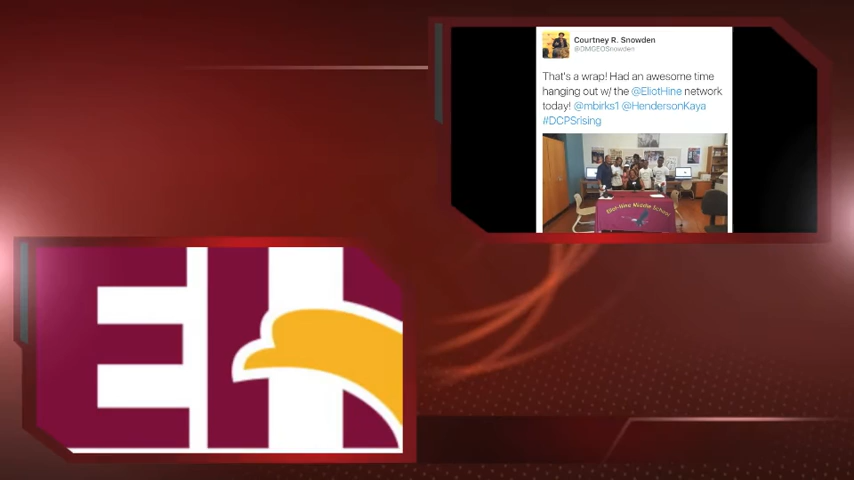 Courtney R. Snowden
@DMGEOSnowden
That's a wrap! Had an awesome time
hanging out w/ the @EliotHine network
today! @mbirks1 @HendersonKaya
#DCPSrising
Eliot-Hine Middle School
EH